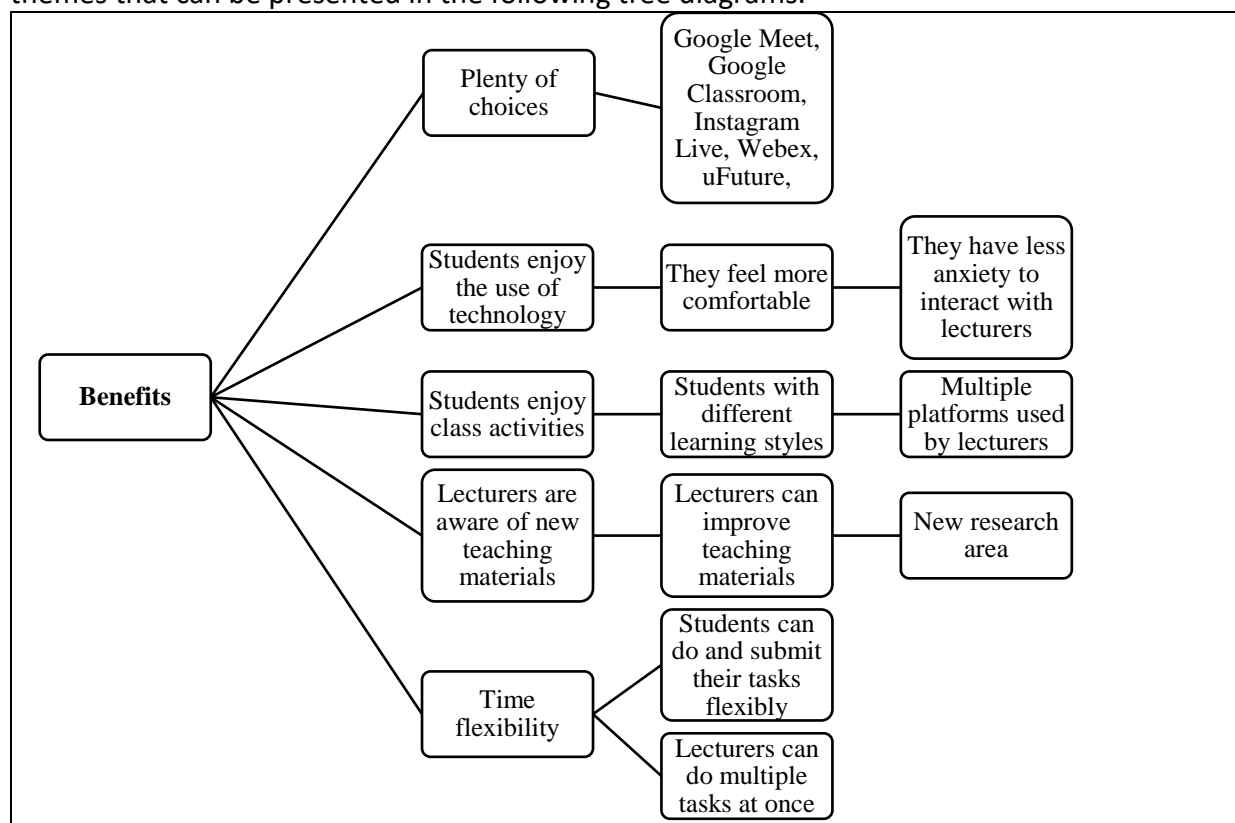 themes that can be presented in the following tree diagrams:
Google Meet,
Google
Classroom,
Instagram
Live, Webex,
uFuture,
Plenty of
choices
Students enjoy
the use of
technology
They feel more
comfortable
They have less
anxiety to
interact with
lecturers
Benefits
Students enjoy
class activities
Students with
different
learning styles
Multiple
platforms used
by lecturers
Lecturers are
aware of new
teaching
materials
Lecturers can
improve
teaching
materials
New research
area
Time
flexibility
Students can
do and submit
their tasks
flexibly
Lecturers can
do multiple
tasks at once